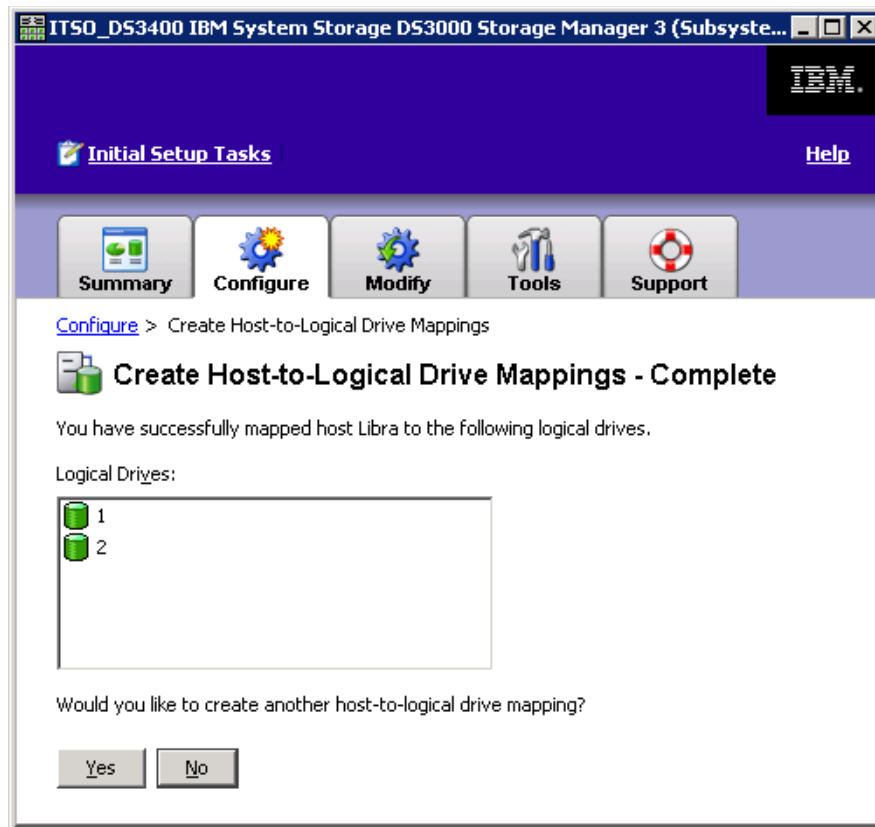 ITSO_DS3400 IBM System Storage DS3000 Storage Manager 3 (Subsyste...
IBM.
Initial Setup Tasks
Help
Summary
Configure
Modify
Tools
Support
Configure > Create Host-to-Logical Drive Mappings
Create Host-to-Logical Drive Mappings - Complete
You have successfully mapped host Libra to the following logical drives.
Logical Drives:
1
2
Would you like to create another host-to-logical drive mapping?
Yes
No